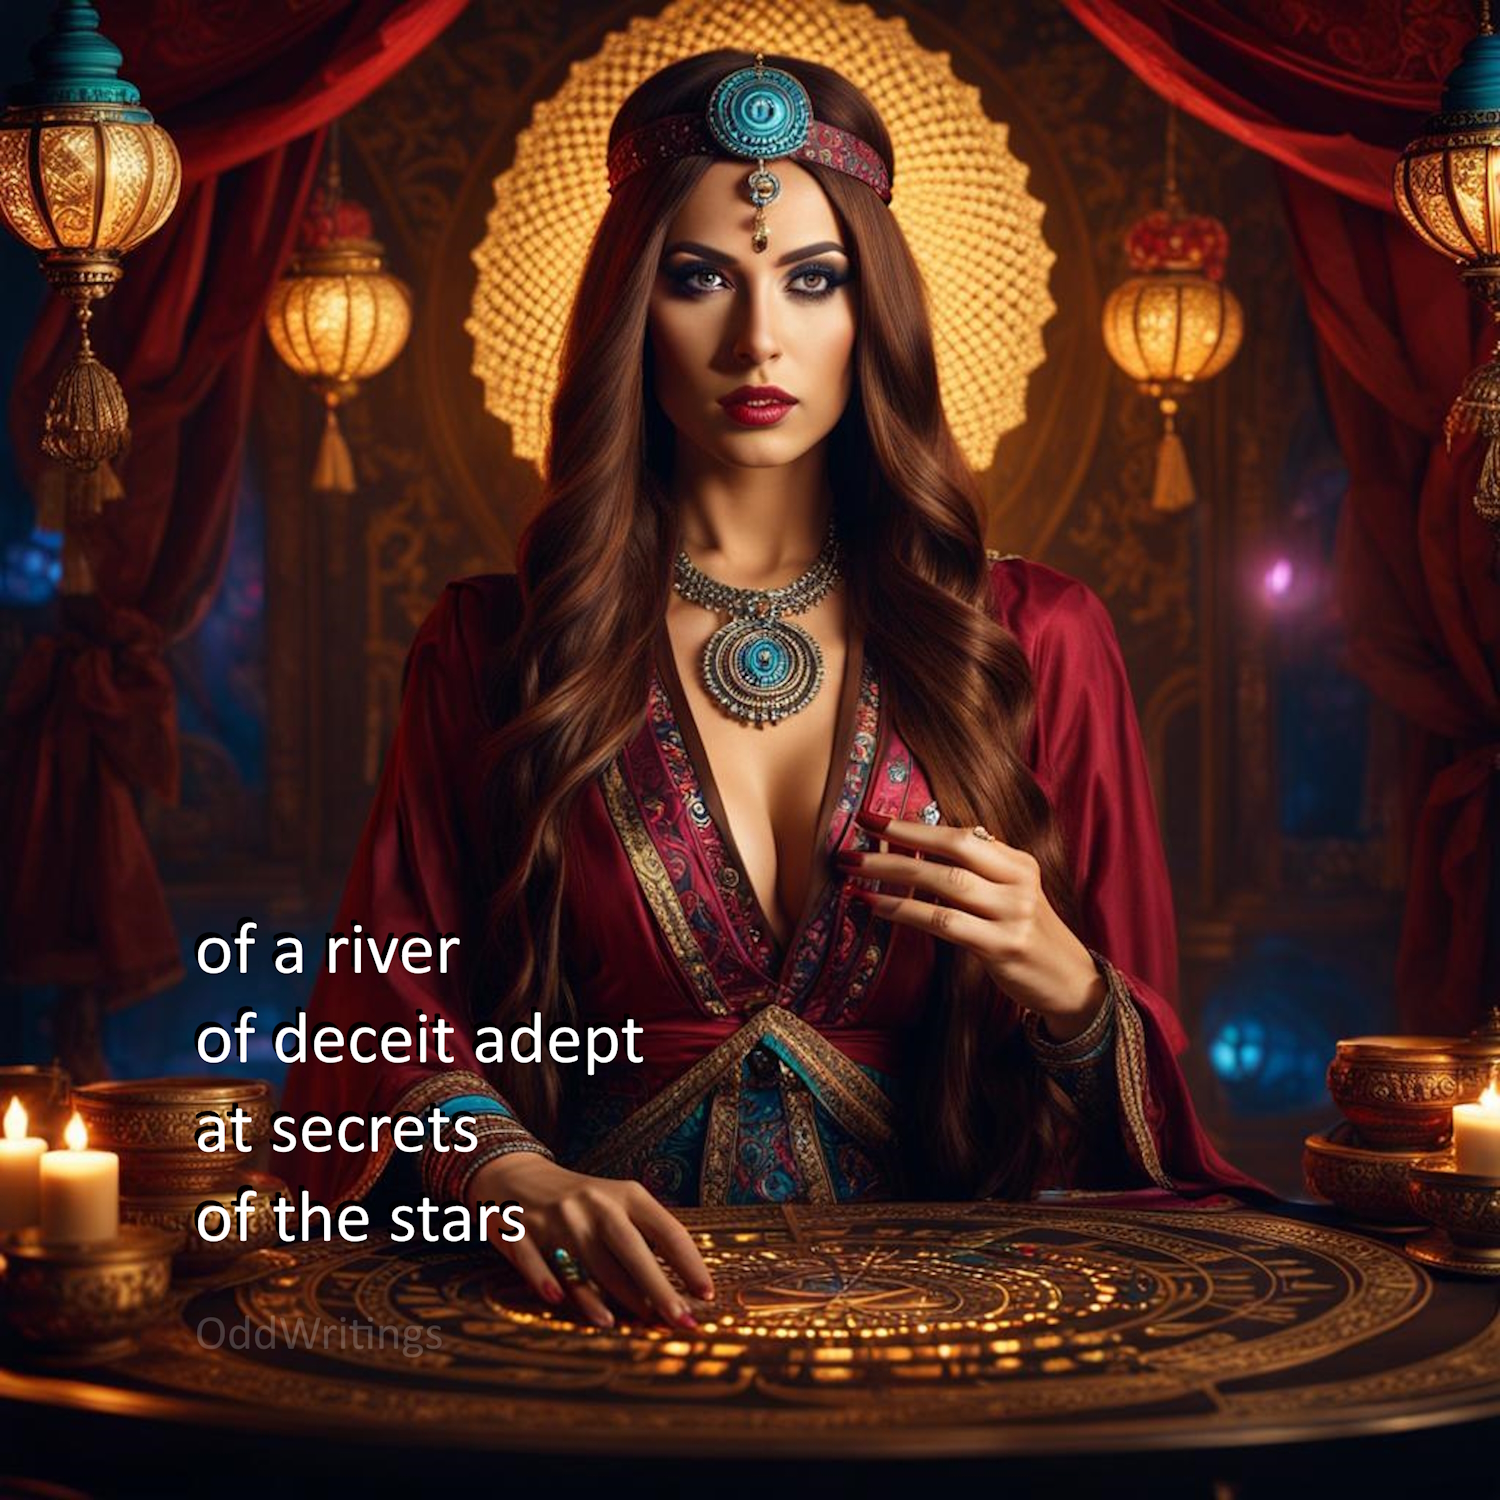 of a river
of deceit adept
at secrets
of the stars
OddWritings